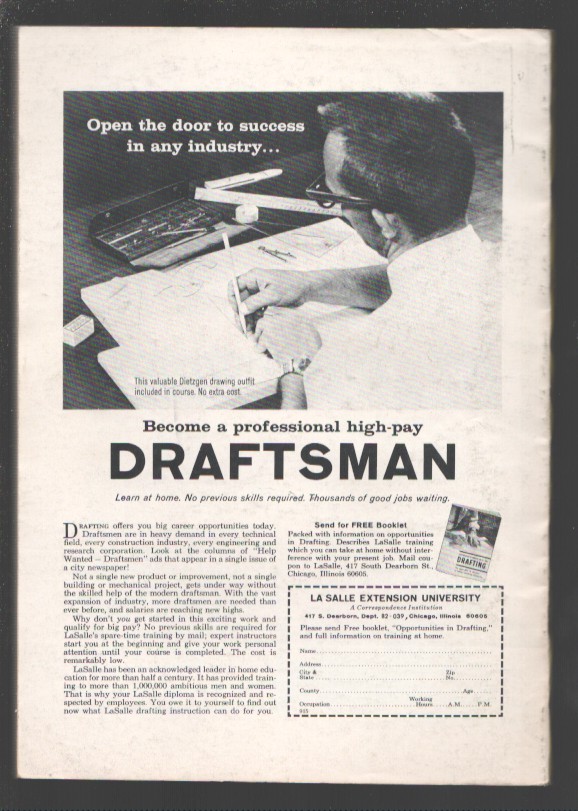 Open the door to success
in any industry...
This valuable Dietzgen drawing outfit
included in course. No extra cost.
Become a professional high-pay
DRAFTSMAN
Learn at home. No previous skills required. Thousands of good jobs waiting.
DRAFTING offers you big career opportunities today.
Draftsmen are in heavy demand in every technical
field, every construction industry, every engineering and
research corporation. Look at the columns of "Help
Wanted – Draftsmen" ads that appear in a single issue of
a city newspaper!
Not a single new product or improvement, not a single
building or mechanical project, gets under way without
the skilled help of the modern draftsman. With the vast
expansion of industry, more draftsmen are needed than
ever before, and salaries are reaching new highs.
Why don't you get started in this exciting work and
qualify for big pay? No previous skills are required for
LaSalle's spare-time training by mail; expert instructors
start you at the beginning and give your work personal
attention until your course is completed. The cost is
remarkably low.
LaSalle has been an acknowledged leader in home edu-
cation for more than half a century. It has provided train-
ing to more than 1,000,000 ambitious men and women.
That is why your LaSalle diploma is recognized and re-
spected by employers. You owe it to yourself to find out
now what LaSalle drafting instruction can do for you.
Send for FREE Booklet
Packed with information on opportunities
in Drafting. Describes LaSalle training
which you can take at home without inter-
ference with your present job. Mail cou-
pon to LaSalle, 417 South Dearborn St.,
Chicago, Illinois 60605.
DRAFTING
LA SALLE EXTENSION UNIVERSITY
A Correspondence Institution
417 S. Dearborn, Dept. 82-039, Chicago, Illinois 60605
Please send Free booklet, "Opportunities in Drafting,"
and full information on training at home.
Name
Address
City & Zip
State No.
County Age
Working
Occupation Hours A.M. P.M.